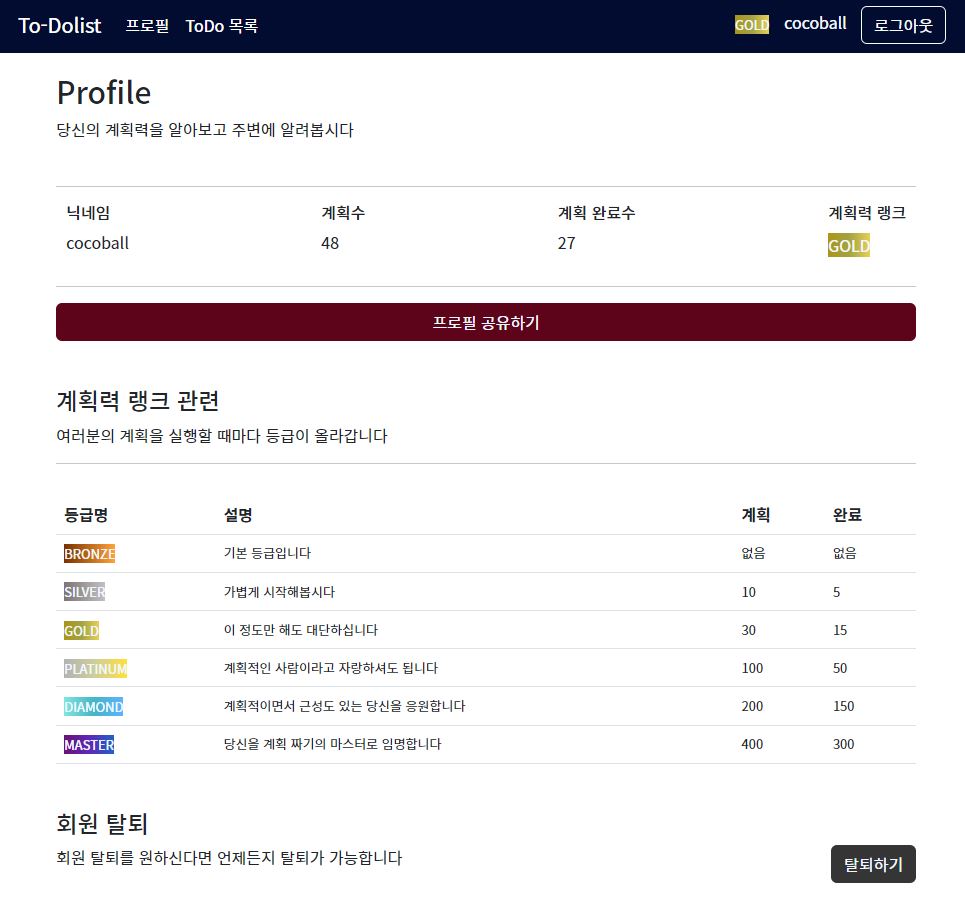 To-Dolist 프로필 ToDo 목록 GOLD cocoball 로그아웃
Profile
당신의 계획력을 알아보고 주변에 알려봅시다
닉네임 계획수 계획 완료수 계획력 랭크
cocoball 48 27 GOLD
프로필 공유하기
계획력 랭크 관련
여러분의 계획을 실행할 때마다 등급이 올라갑니다
등급명 설명 계획 완료
BRONZE 기본 등급입니다 없음 없음
SILVER 가볍게 시작해봅시다 10 5
GOLD 이 정도만 해도 대단하십니다 30 15
PLATINUM 계획적인 사람이라고 자랑하셔도 됩니다 100 50
DIAMOND 계획적이면서 근성도 있는 당신을 응원합니다 200 150
MASTER 당신을 계획 짜기의 마스터로 임명합니다 400 300
회원 탈퇴
회원 탈퇴를 원하신다면 언제든지 탈퇴가 가능합니다
탈퇴하기